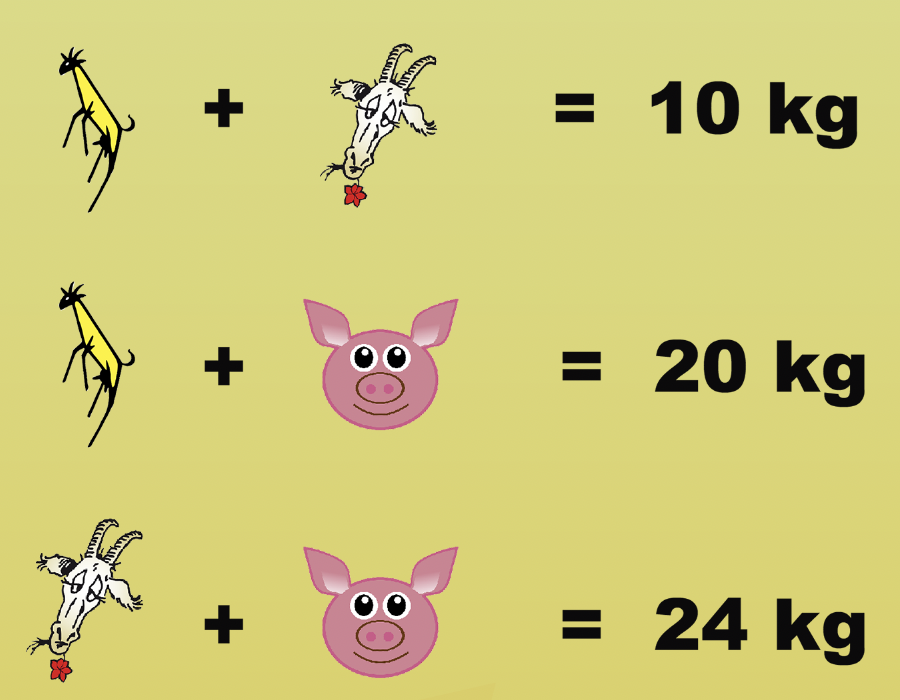 + = 10 kg
+ = 20 kg
+ = 24 kg